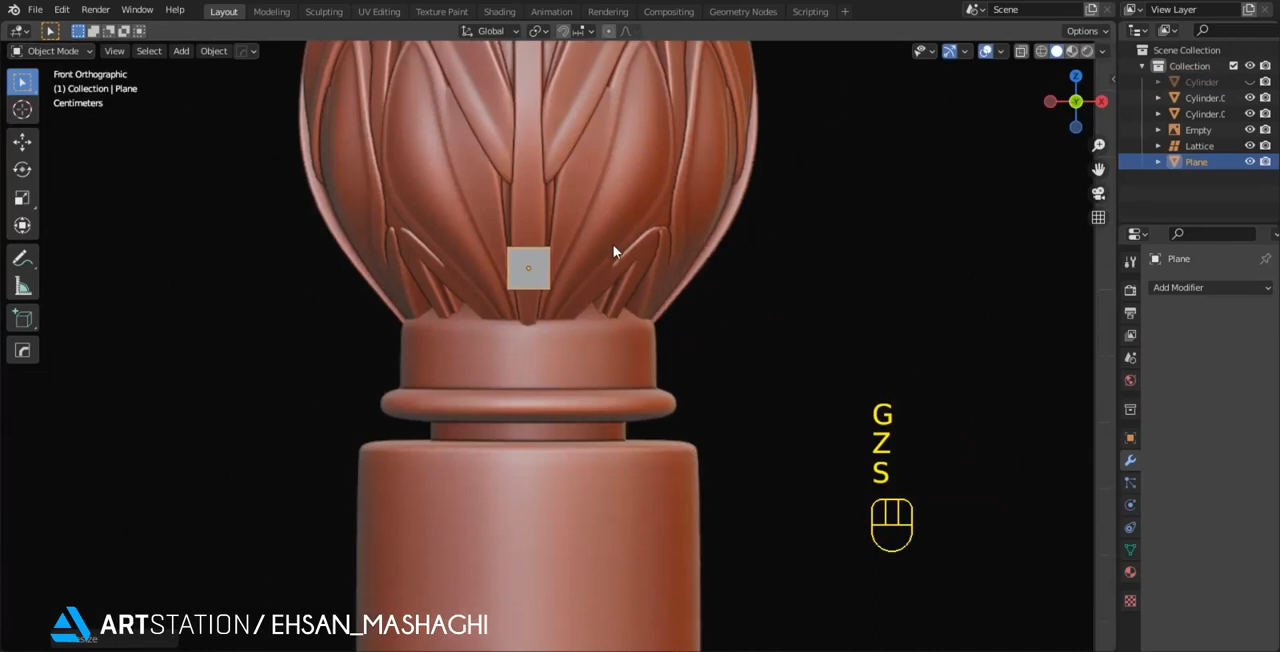 File Edit Render Window Help Layout Modeling Sculpting UV Editing Texture Paint Shading Animation Rendering Compositing Geometry Nodes Scripting + Scene View Layer
Global Options
Object Mode View Select Add Object
Front Orthographic
(1) Collection | Plane
Centimeters
Scene Collection
Collection
Cylinder
Cylinder.C
Cylinder.C
Empty
Lattice
Plane
Z
X
Y
Plane
Add Modifier
G
Z
S
ARTSTATION / EHSAN_MASHAGHI